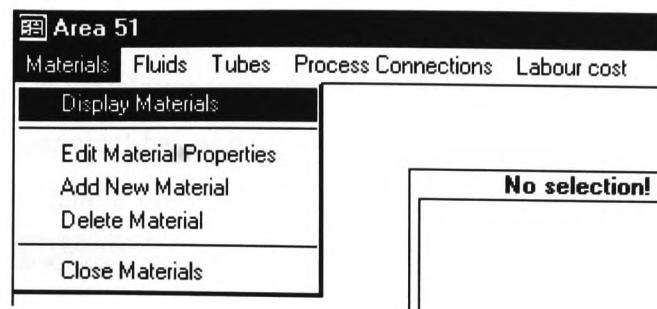 Area 51
Materials Fluids Tubes Process Connections Labour cost
Display Materials
Edit Material Properties
Add New Material
Delete Material
Close Materials
No selection!